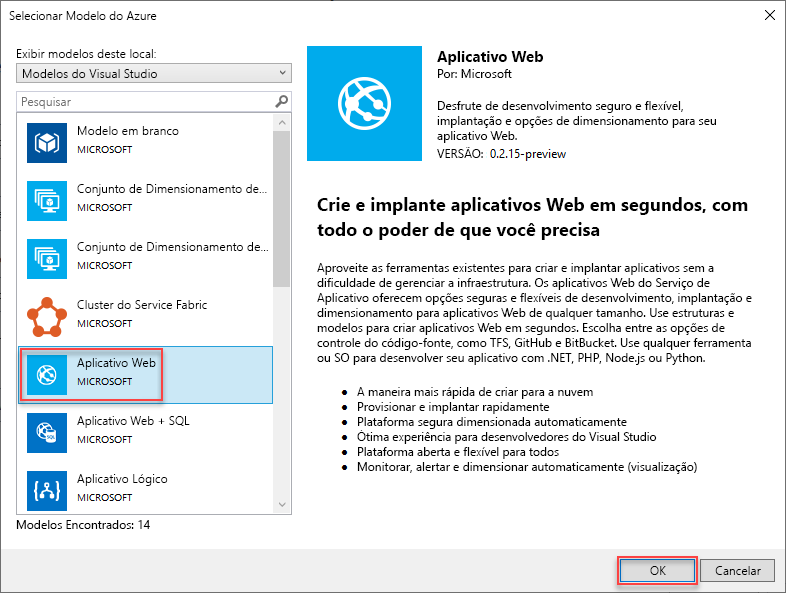 Selecionar Modelo do Azure
Exibir modelos deste local:
Modelos do Visual Studio
Pesquisar
Modelo em branco
MICROSOFT
Conjunto de Dimensionamento de...
MICROSOFT
Conjunto de Dimensionamento de...
MICROSOFT
Cluster do Service Fabric
MICROSOFT
Aplicativo Web
MICROSOFT
Aplicativo Web + SQL
MICROSOFT
Aplicativo Lógico
MICROSOFT
Modelos Encontrados: 14
Aplicativo Web
Por: Microsoft
Desfrute de desenvolvimento seguro e flexível,
implantação e opções de dimensionamento para seu
aplicativo Web.
VERSÃO: 0.2.15-preview
Crie e implante aplicativos Web em segundos, com
todo o poder de que você precisa
Aproveite as ferramentas existentes para criar e implantar aplicativos sem a
dificuldade de gerenciar a infraestrutura. Os aplicativos Web do Serviço de
Aplicativo oferecem opções seguras e flexíveis de desenvolvimento, implantação e
dimensionamento para aplicativos Web de qualquer tamanho. Use estruturas e
modelos para criar aplicativos Web em segundos. Escolha entre as opções de
controle do código-fonte, como TFS, GitHub e BitBucket. Use qualquer ferramenta
ou SO para desenvolver seu aplicativo com .NET, PHP, Node.js ou Python.
• A maneira mais rápida de criar para a nuvem
• Provisionar e implantar rapidamente
• Plataforma segura dimensionada automaticamente
• Ótima experiência para desenvolvedores do Visual Studio
• Plataforma aberta e flexível para todos
• Monitorar, alertar e dimensionar automaticamente (visualização)
OK
Cancelar